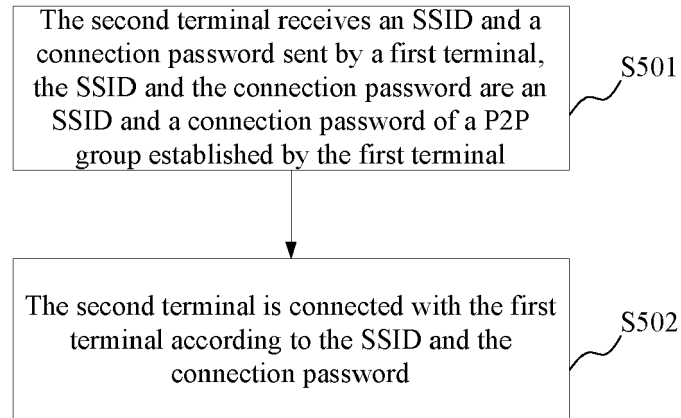 The second terminal receives an SSID and a
connection password sent by a first terminal,
the SSID and the connection password are an
SSID and a connection password of a P2P
group established by the first terminal
S501
The second terminal is connected with the first
terminal according to the SSID and the
connection password
S502